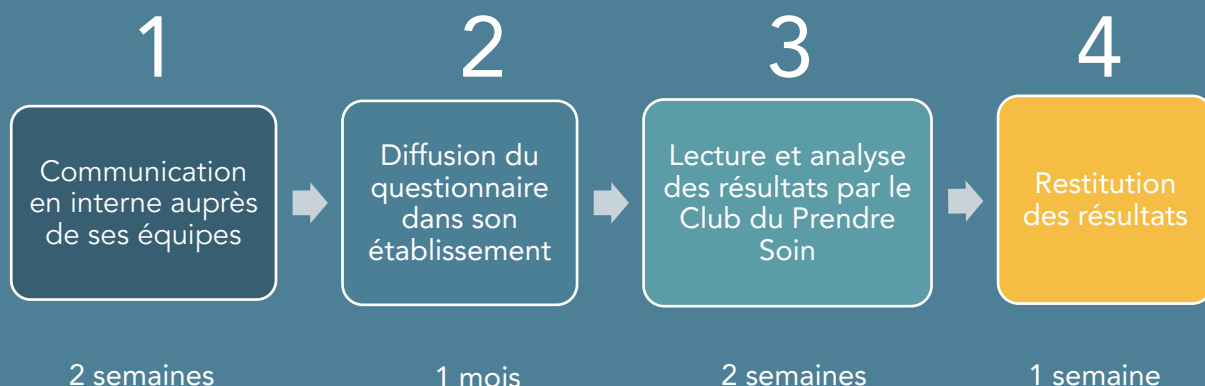 1
2
3
4
Communication
en interne auprès
de ses équipes
Diffusion du
questionnaire
dans son
établissement
Lecture et analyse
des résultats par le
Club du Prendre
Soin
Restitution
des résultats
2 semaines
1 mois
2 semaines
1 semaine